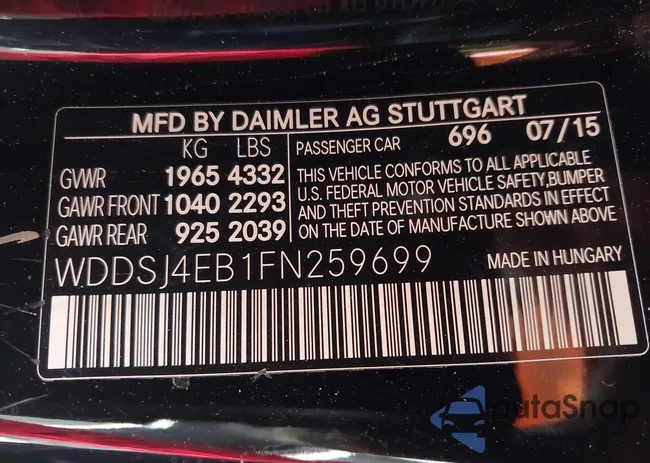 MFD BY DAIMLER AG STUTTGART
KG LBS
GVWR 1965 4332
GAWR FRONT 1040 2293
GAWR REAR 925 2039
PASSENGER CAR 696 07/15
THIS VEHICLE CONFORMS TO ALL APPLICABLE
U.S. FEDERAL MOTOR VEHICLE SAFETY,BUMPER
AND THEFT PREVENTION STANDARDS IN EFFECT
ON THE DATE OF MANUFACTURE SHOWN ABOVE
WDDSJ4EB1FN259699
MADE IN HUNGARY
autoSnap